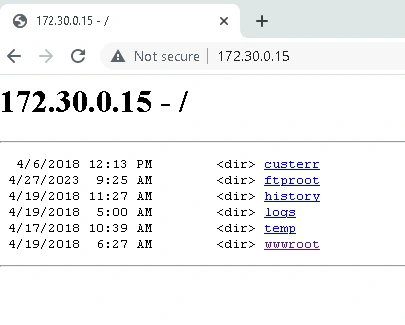 172.30.0.15 - /
Not secure | 172.30.0.15
172.30.0.15 - /
4/6/2018 12:13 PM <dir> custerr
4/27/2023 9:25 AM <dir> ftproot
4/19/2018 11:27 AM <dir> history
4/19/2018 5:00 AM <dir> logs
4/17/2018 10:39 AM <dir> temp
4/19/2018 6:27 AM <dir> wwwroot